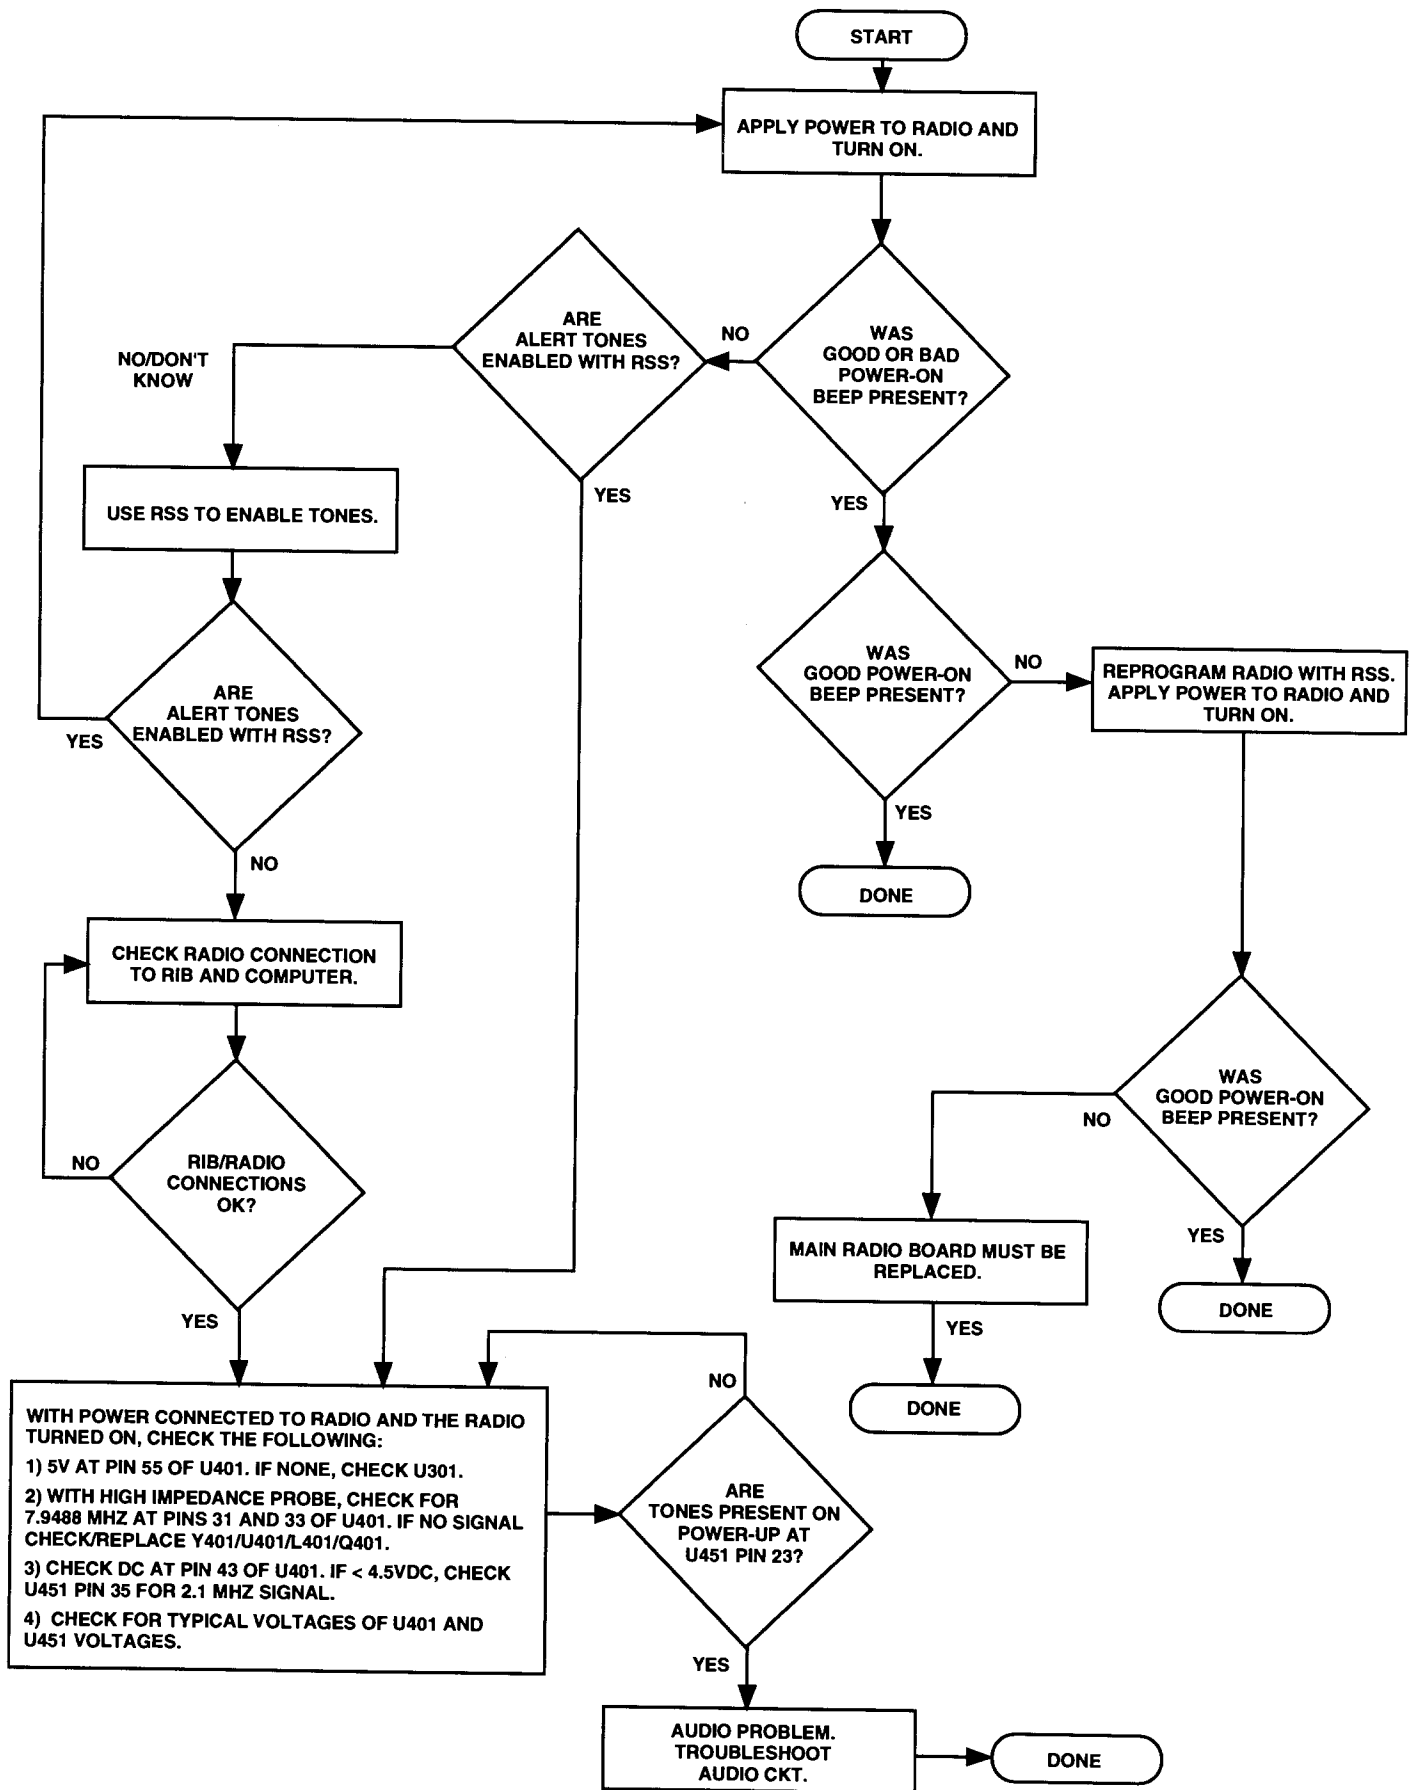 START
APPLY POWER TO RADIO AND
TURN ON.
WAS
GOOD OR BAD
POWER-ON
BEEP PRESENT?
NO
ARE
ALERT TONES
ENABLED WITH RSS?
NO/DON'T
KNOW
YES
YES
USE RSS TO ENABLE TONES.
WAS
GOOD POWER-ON
BEEP PRESENT?
NO
REPROGRAM RADIO WITH RSS.
APPLY POWER TO RADIO AND
TURN ON.
ARE
ALERT TONES
ENABLED WITH RSS?
YES
YES
NO
DONE
CHECK RADIO CONNECTION
TO RIB AND COMPUTER.
WAS
GOOD POWER-ON
BEEP PRESENT?
NO
RIB/RADIO
CONNECTIONS
OK?
NO
YES
MAIN RADIO BOARD MUST BE
REPLACED.
DONE
YES
YES
NO
DONE
WITH POWER CONNECTED TO RADIO AND THE RADIO
TURNED ON, CHECK THE FOLLOWING:
1) 5V AT PIN 55 OF U401. IF NONE, CHECK U301.
2) WITH HIGH IMPEDANCE PROBE, CHECK FOR
7.9488 MHZ AT PINS 31 AND 33 OF U401. IF NO SIGNAL
CHECK/REPLACE Y401/U401/L401/Q401.
3) CHECK DC AT PIN 43 OF U401. IF < 4.5VDC, CHECK
U451 PIN 35 FOR 2.1 MHZ SIGNAL.
4) CHECK FOR TYPICAL VOLTAGES OF U401 AND
U451 VOLTAGES.
ARE
TONES PRESENT ON
POWER-UP AT
U451 PIN 23?
YES
AUDIO PROBLEM.
TROUBLESHOOT
AUDIO CKT.
DONE